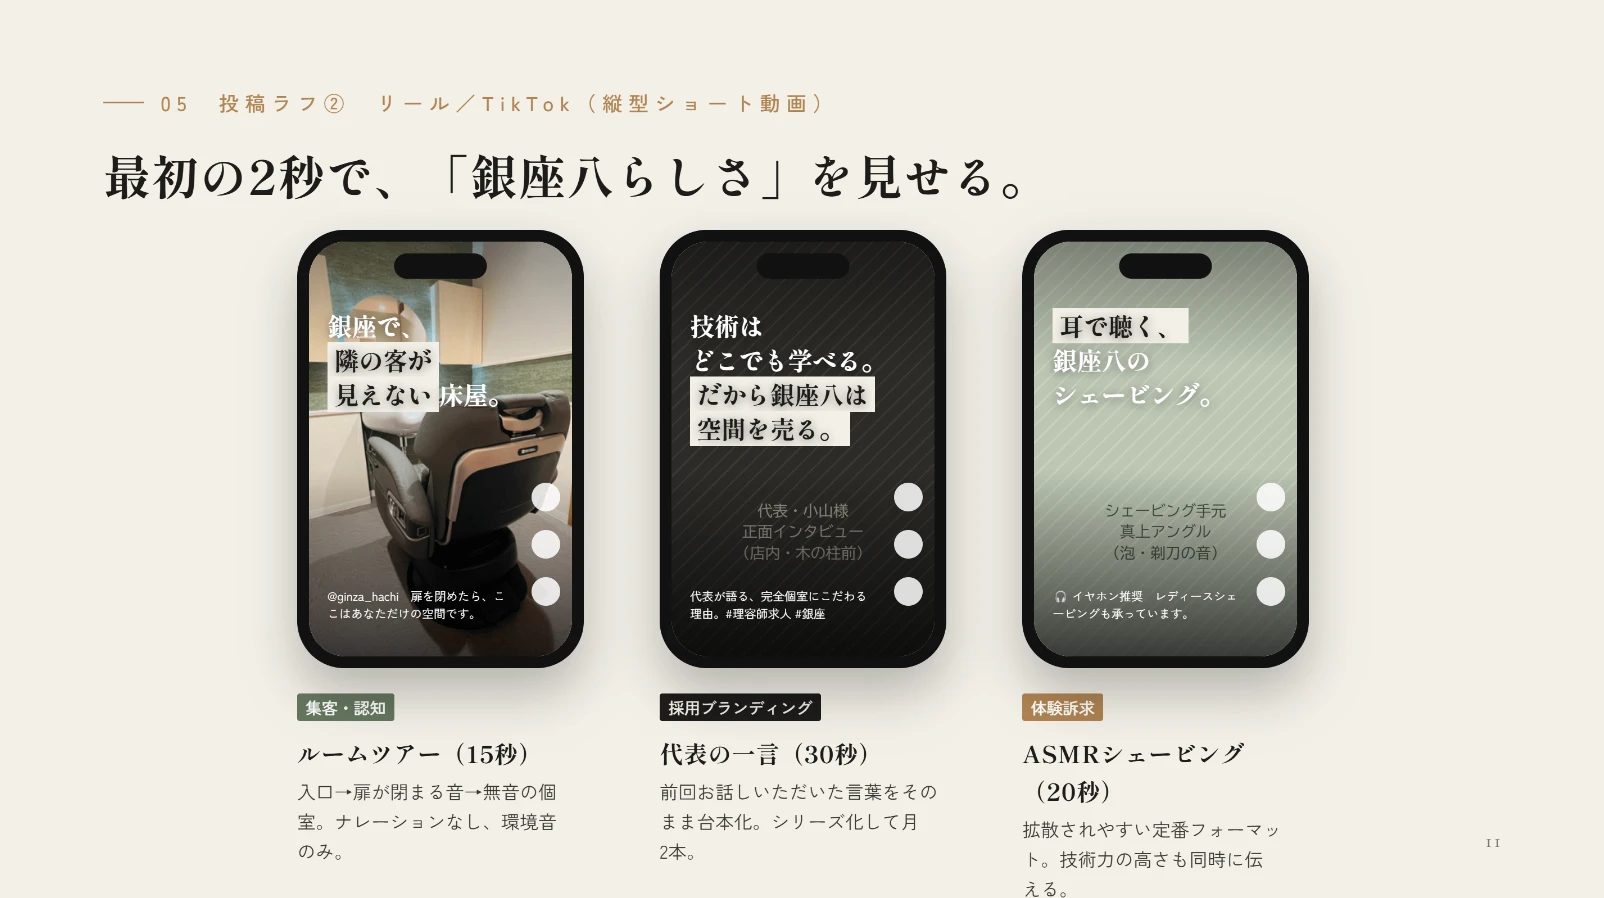 05 投稿ラフ② リール／TikTok（縦型ショート動画）
最初の2秒で、「銀座八らしさ」を見せる。
銀座で、
隣の客が
見えない床屋。
@ginza_hachi 扉を閉めたら、こ
こはあなただけの空間です。
集客・認知
ルームツアー（15秒）
入口→扉が閉まる音→無音の個
室。ナレーションなし、環境音
のみ。
技術は
どこでも学べる。
だから銀座八は
空間を売る。
代表・小山様
正面インタビュー
（店内・木の柱前）
代表が語る、完全個室にこだわる
理由。#理容師求人 #銀座
採用ブランディング
代表の一言（30秒）
前回お話しいただいた言葉をその
まま台本化。シリーズ化して月
2本。
耳で聴く、
銀座八の
シェービング。
シェービング手元
真上アングル
（泡・剃刀の音）
🎧 イヤホン推奨 レディースシェ
ービングも承っています。
体験訴求
ASMRシェービング
（20秒）
拡散されやすい定番フォーマッ
ト。技術力の高さも同時に伝
える。
11